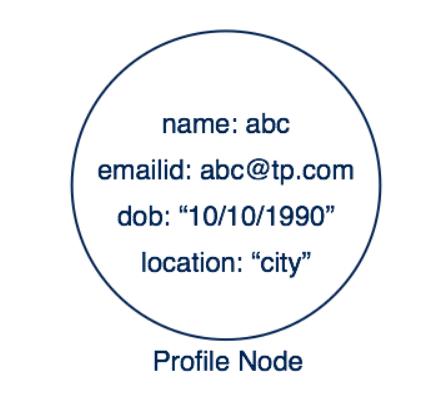 name: abc
emailid: abc@tp.com
dob: “10/10/1990”
location: “city”
Profile Node